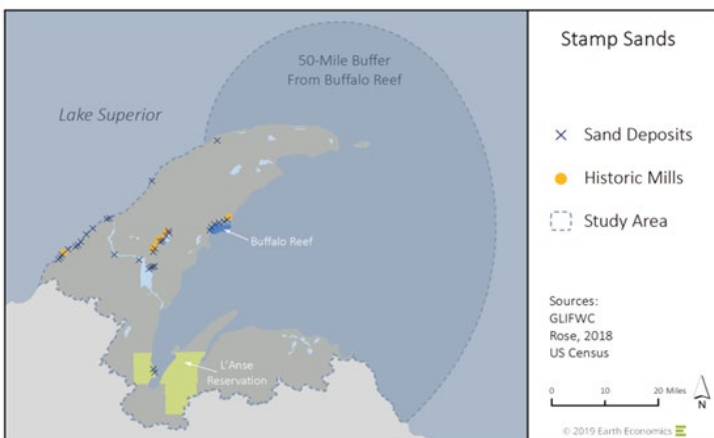 50-Mile Buffer
From Buffalo Reef
Lake Superior
Buffalo Reef
L'Anse
Reservation
Stamp Sands
Sand Deposits
Historic Mills
Study Area
Sources:
GLIFWC
Rose, 2018
US Census
0 10 20 Miles
N
© 2019 Earth Economics